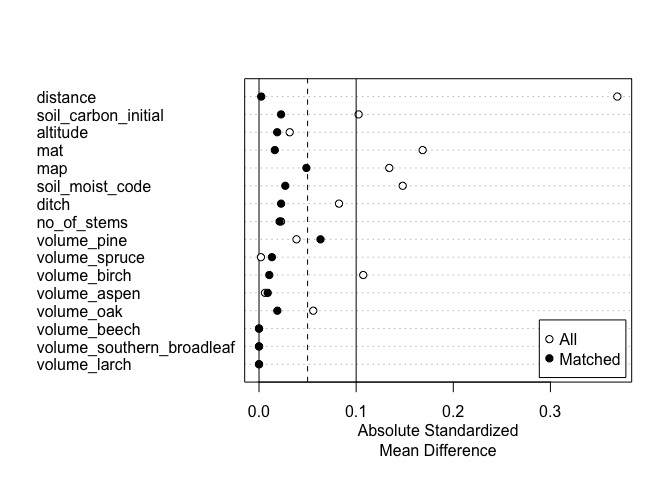 distance
soil_carbon_initial
altitude
mat
map
soil_moist_code
ditch
no_of_stems
volume_pine
volume_spruce
volume_birch
volume_aspen
volume_oak
volume_beech
volume_southern_broadleaf
volume_larch
All
Matched
0.0 0.1 0.2 0.3
Absolute Standardized
Mean Difference